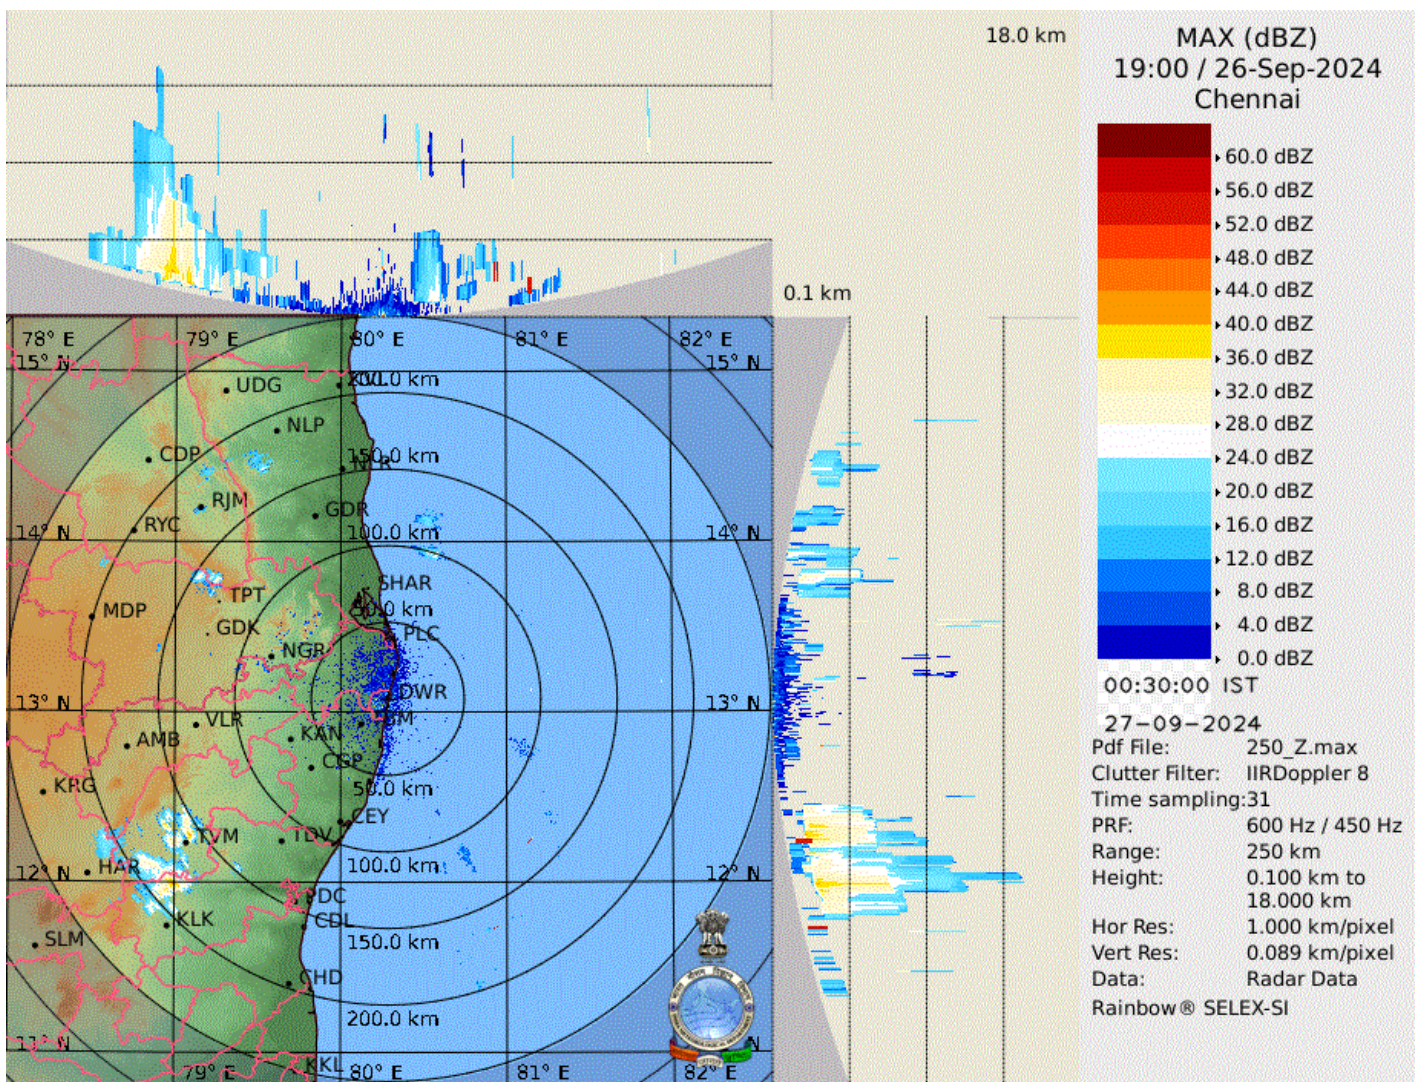 18.0 km
0.1 km
MAX (dBZ)
19:00 / 26-Sep-2024
Chennai
60.0 dBZ
56.0 dBZ
52.0 dBZ
48.0 dBZ
44.0 dBZ
40.0 dBZ
36.0 dBZ
32.0 dBZ
28.0 dBZ
24.0 dBZ
20.0 dBZ
16.0 dBZ
12.0 dBZ
8.0 dBZ
4.0 dBZ
0.0 dBZ
00:30:00 IST
27-09-2024
Pdf File: 250_Z.max
Clutter Filter: IIRDoppler 8
Time sampling:31
PRF: 600 Hz / 450 Hz
Range: 250 km
Height: 0.100 km to
18.000 km
Hor Res: 1.000 km/pixel
Vert Res: 0.089 km/pixel
Data: Radar Data
Rainbow® SELEX-SI
78° E 79° E 80° E 81° E 82° E
15° N 15° N
200.0 km
UDG
NLP
CDP 150.0 km
RJM
GDR
RYC
14° N 100.0 km 14° N
SHAR
TPT
MDP 50.0 km
GDK PLC
NGR
DWR
13° N 13° N
VLR
AMB KAN
CGP
KRG 50.0 km
CEY
TVM TDV
HAR 100.0 km
12° N 12° N
PDC
KLK CDL
SLM 150.0 km
CHD
200.0 km
11° N N
KKL
79° E 80° E 81° E 82° E